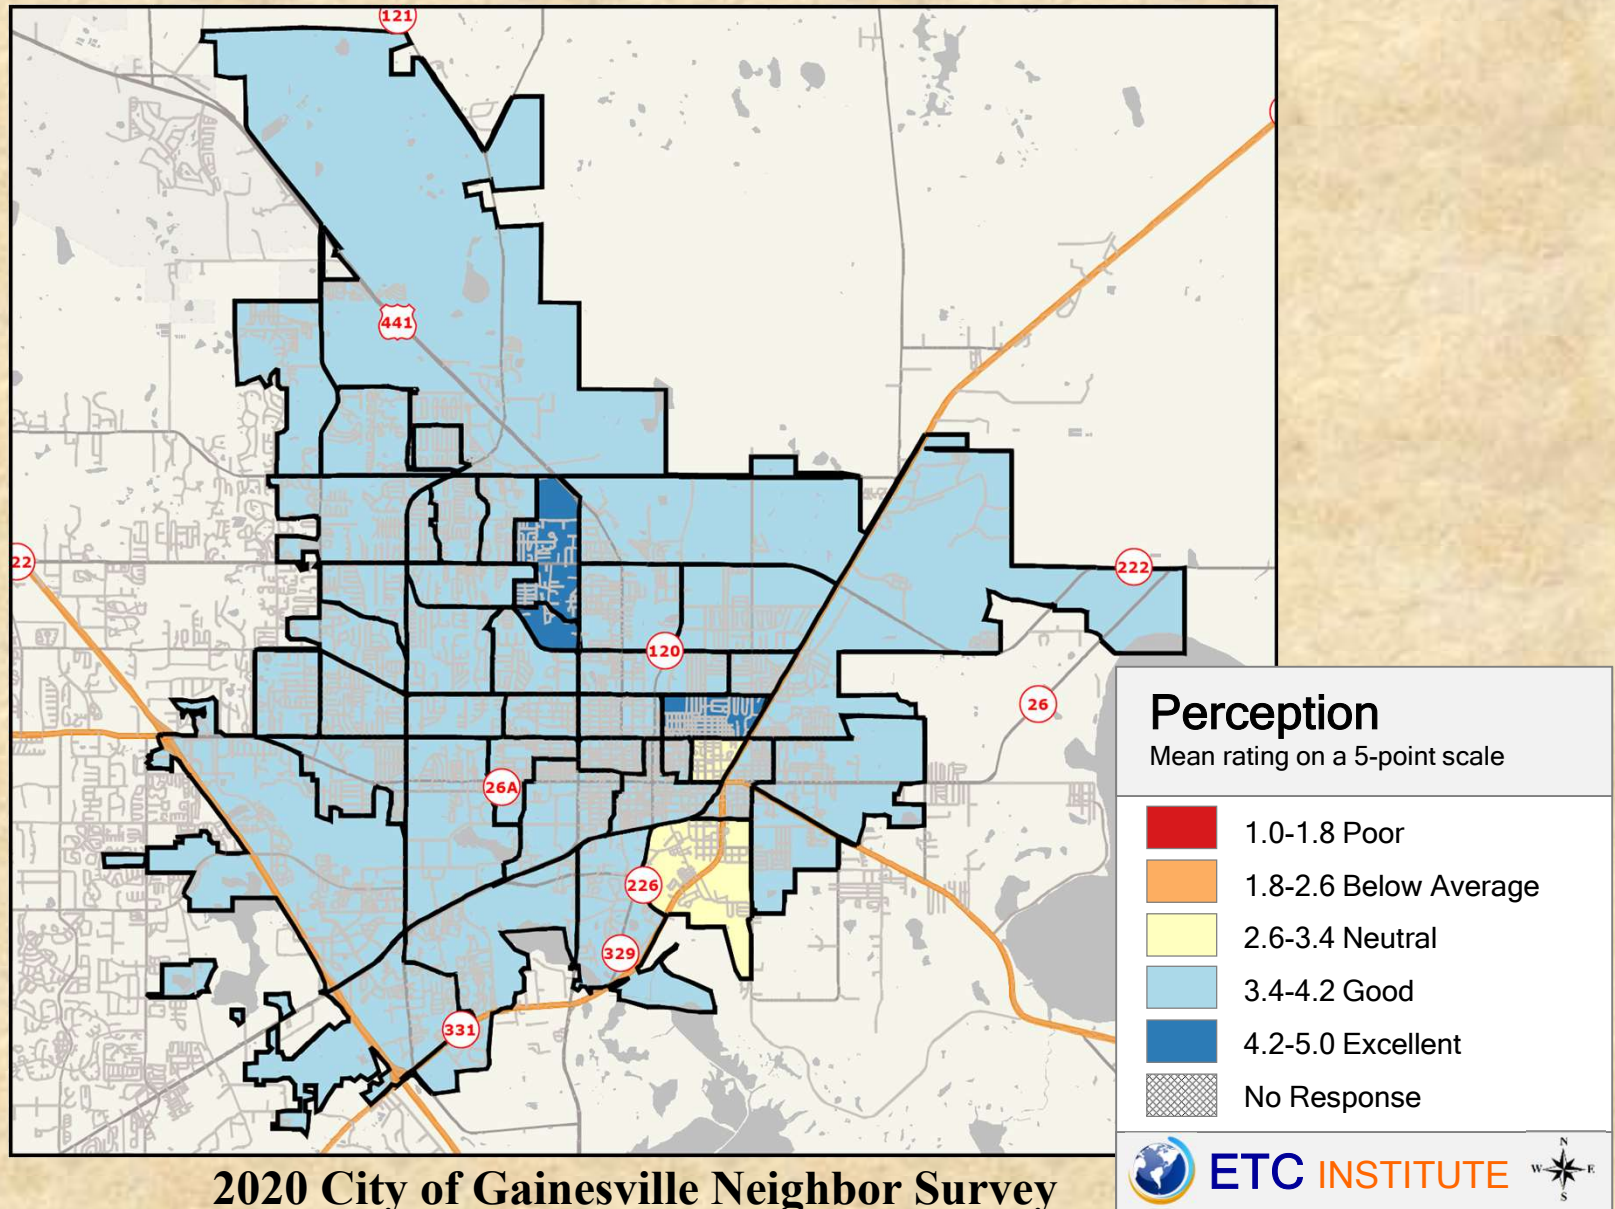 121
441
22
222
120
26
26A
226
329
331
Perception
Mean rating on a 5-point scale
1.0-1.8 Poor
1.8-2.6 Below Average
2.6-3.4 Neutral
3.4-4.2 Good
4.2-5.0 Excellent
No Response
ETC INSTITUTE
N
W E
S
2020 City of Gainesville Neighbor Survey